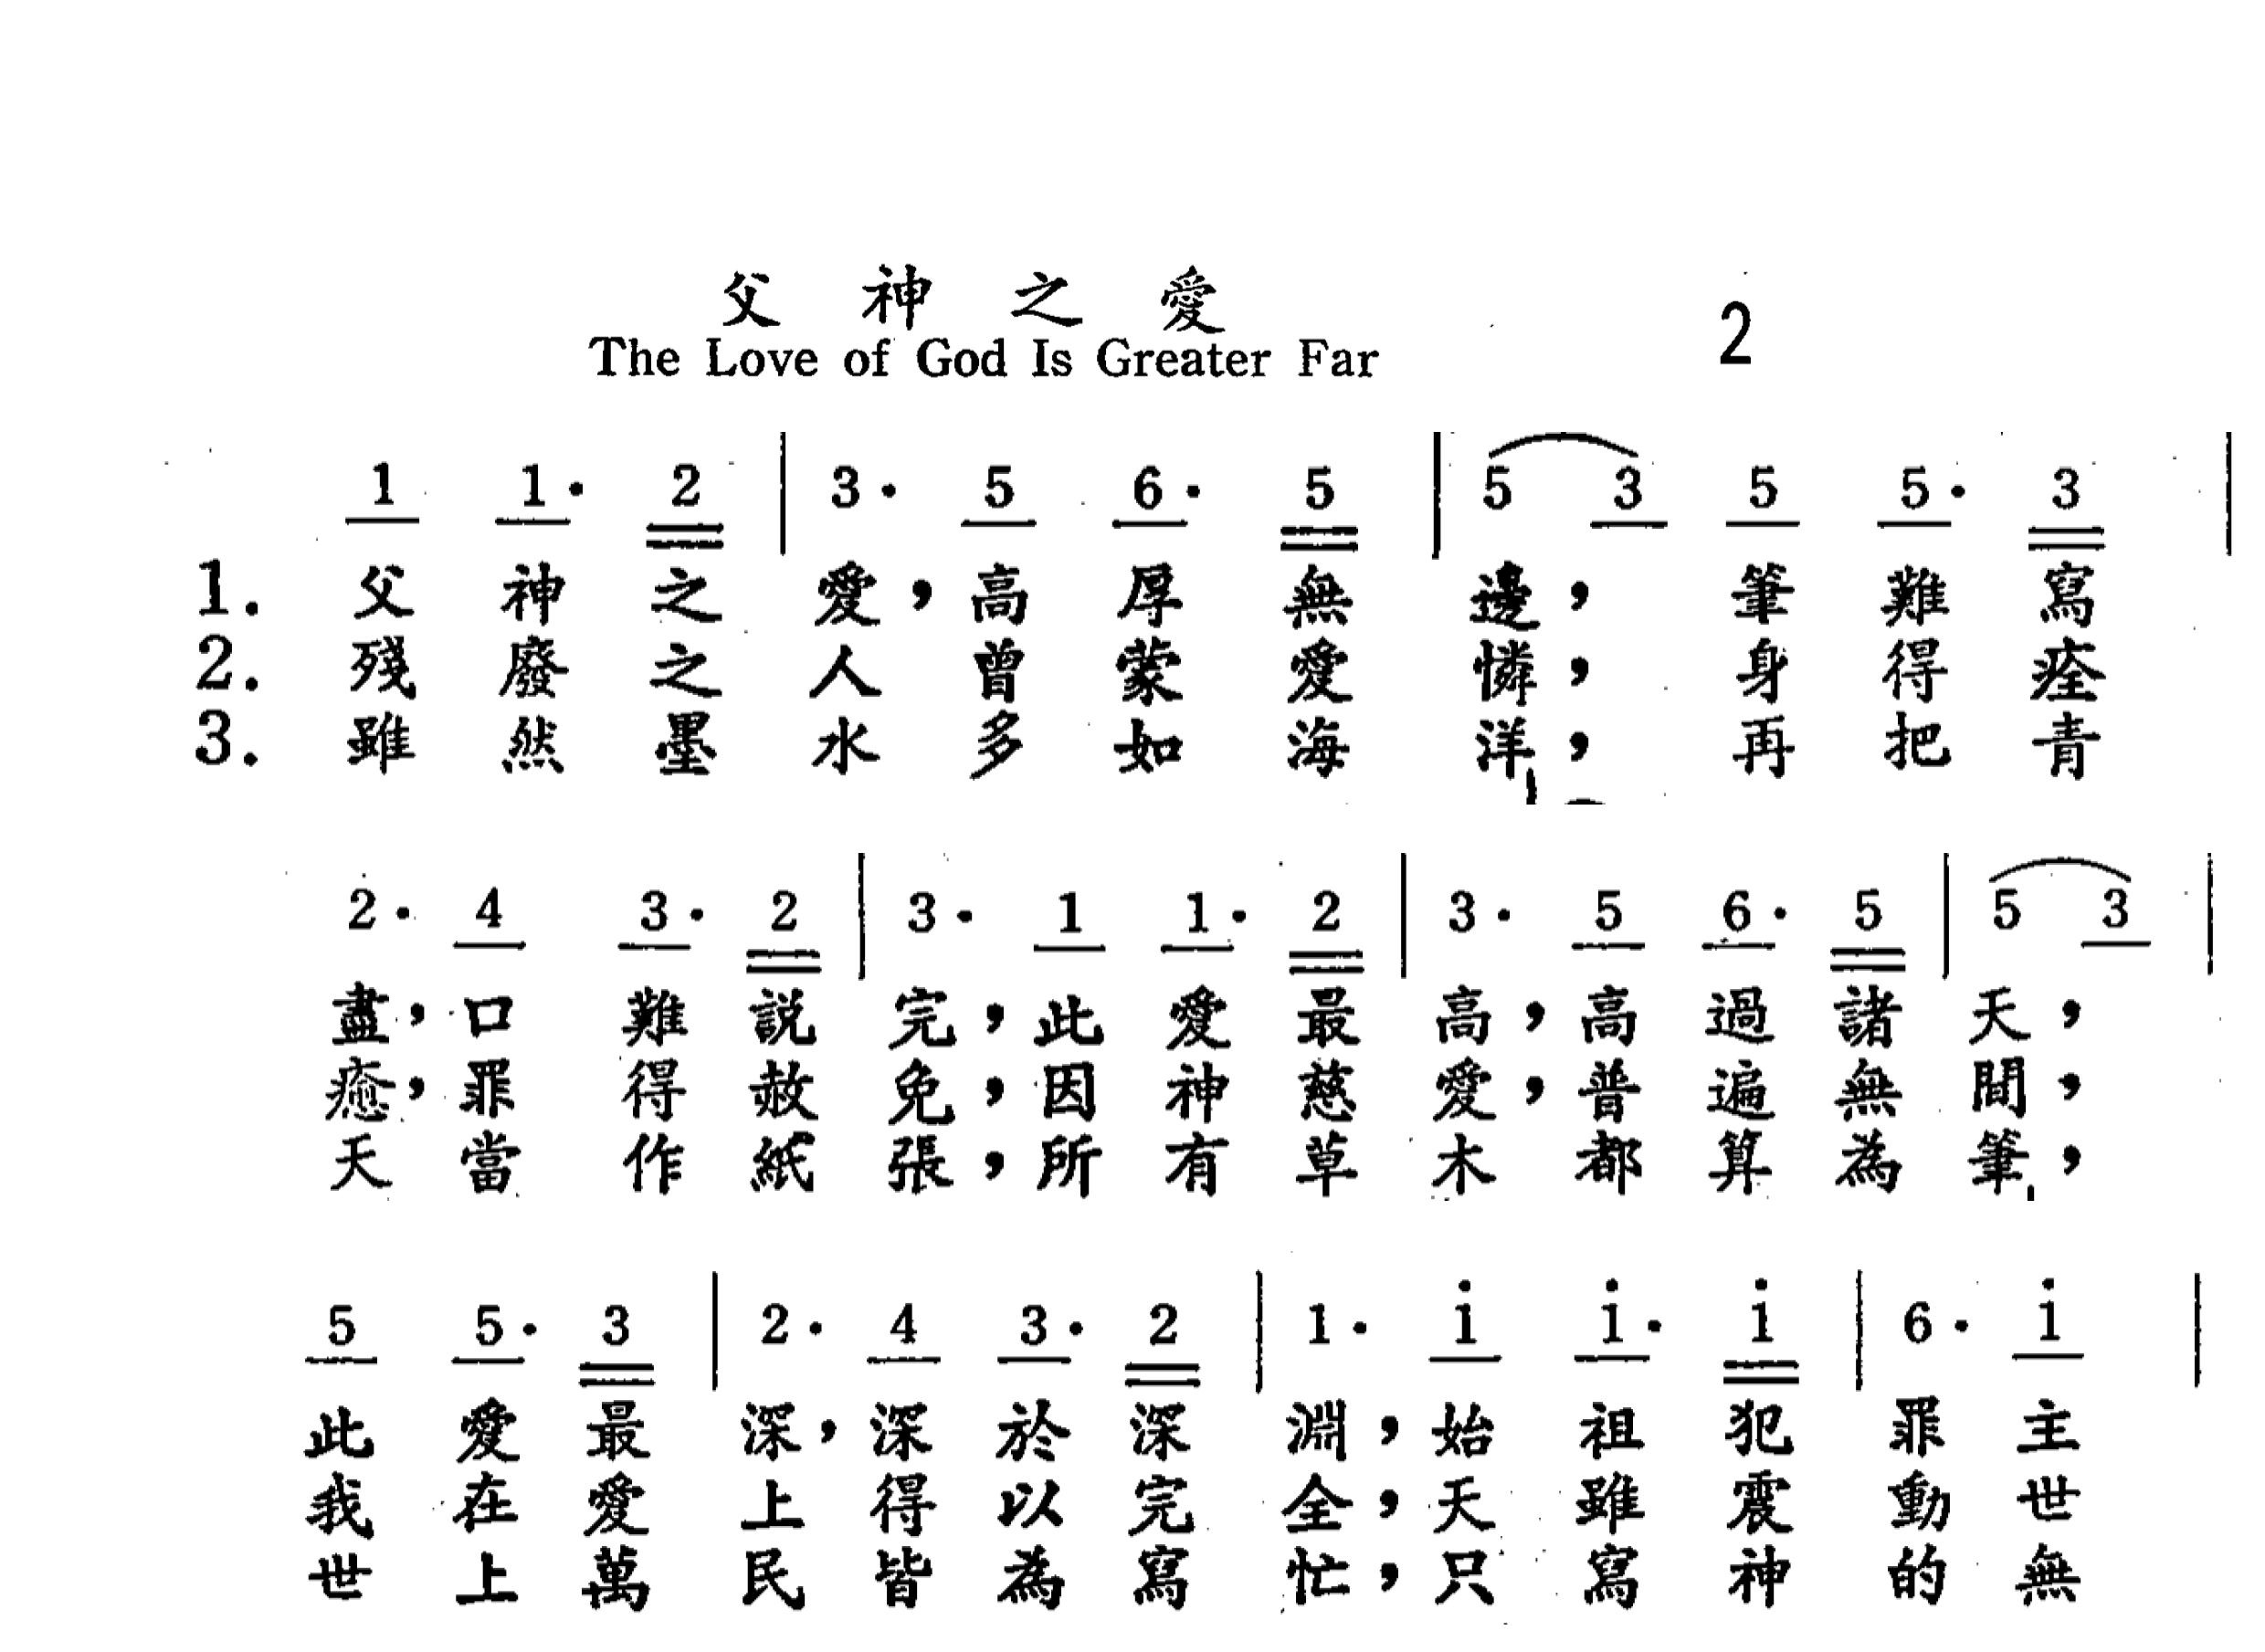 父神之愛
The Love of God Is Greater Far 2
1 1· 2 | 3· 5 6· 5 | 5 3 5 5· 3 |
1. 父神之愛，高厚無邊，筆難寫
2. 殘廢之人曾蒙愛憐，身得痊
3. 雖然墨水多如海洋，再把青
2· 4 3· 2 | 3· 1 1· 2 | 3· 5 6· 5 | 5 3 |
盡，口難説完，此愛最高，高過諸天，
癒，罪得赦免，因神慈愛，普遍無間，
天當作紙張，所有草木都算為筆，
5 5· 3 | 2· 4 3· 2 | 1· i i· i | 6· i |
此愛最深，深於深淵，始祖犯罪主
我在愛上得以完全，天雖震動世
世上萬民皆為寫忙，只寫神的無